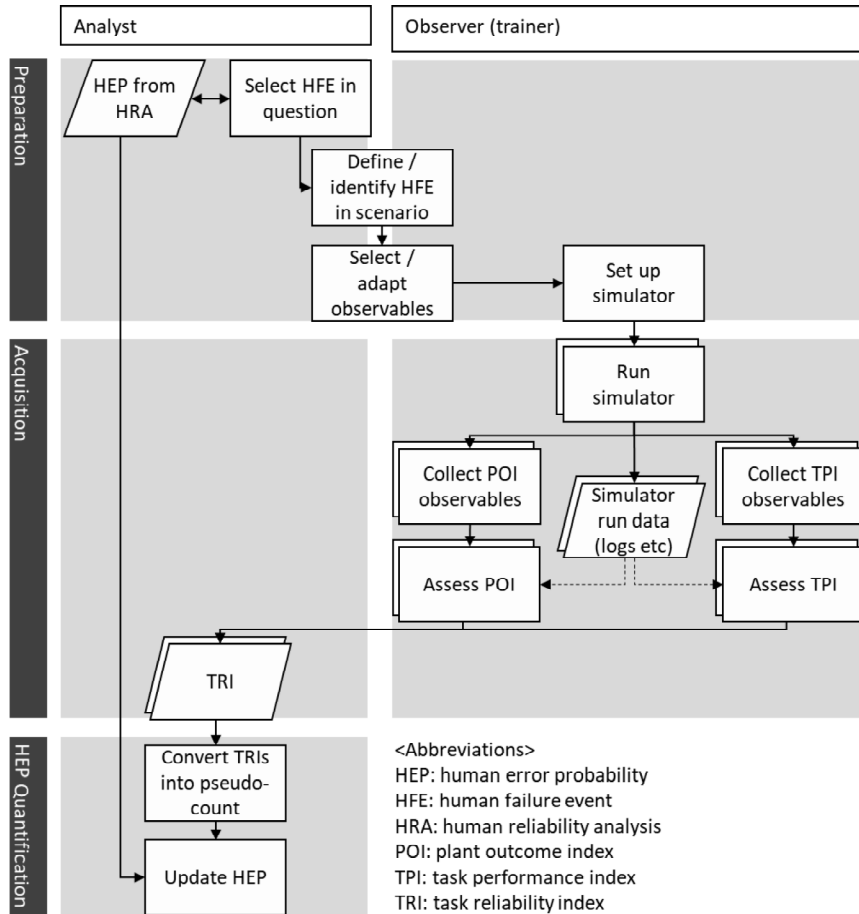 Analyst
Observer (trainer)
Preparation
HEP from
HRA
Select HFE in
question
Define /
identify HFE
in scenario
Select /
adapt
observables
Set up
simulator
Acquisition
Run
simulator
Collect POI
observables
Simulator
run data
(logs etc)
Collect TPI
observables
Assess POI
Assess TPI
TRI
HEP Quantification
Convert TRIs
into pseudo-
count
Update HEP
<Abbreviations>
HEP: human error probability
HFE: human failure event
HRA: human reliability analysis
POI: plant outcome index
TPI: task performance index
TRI: task reliability index